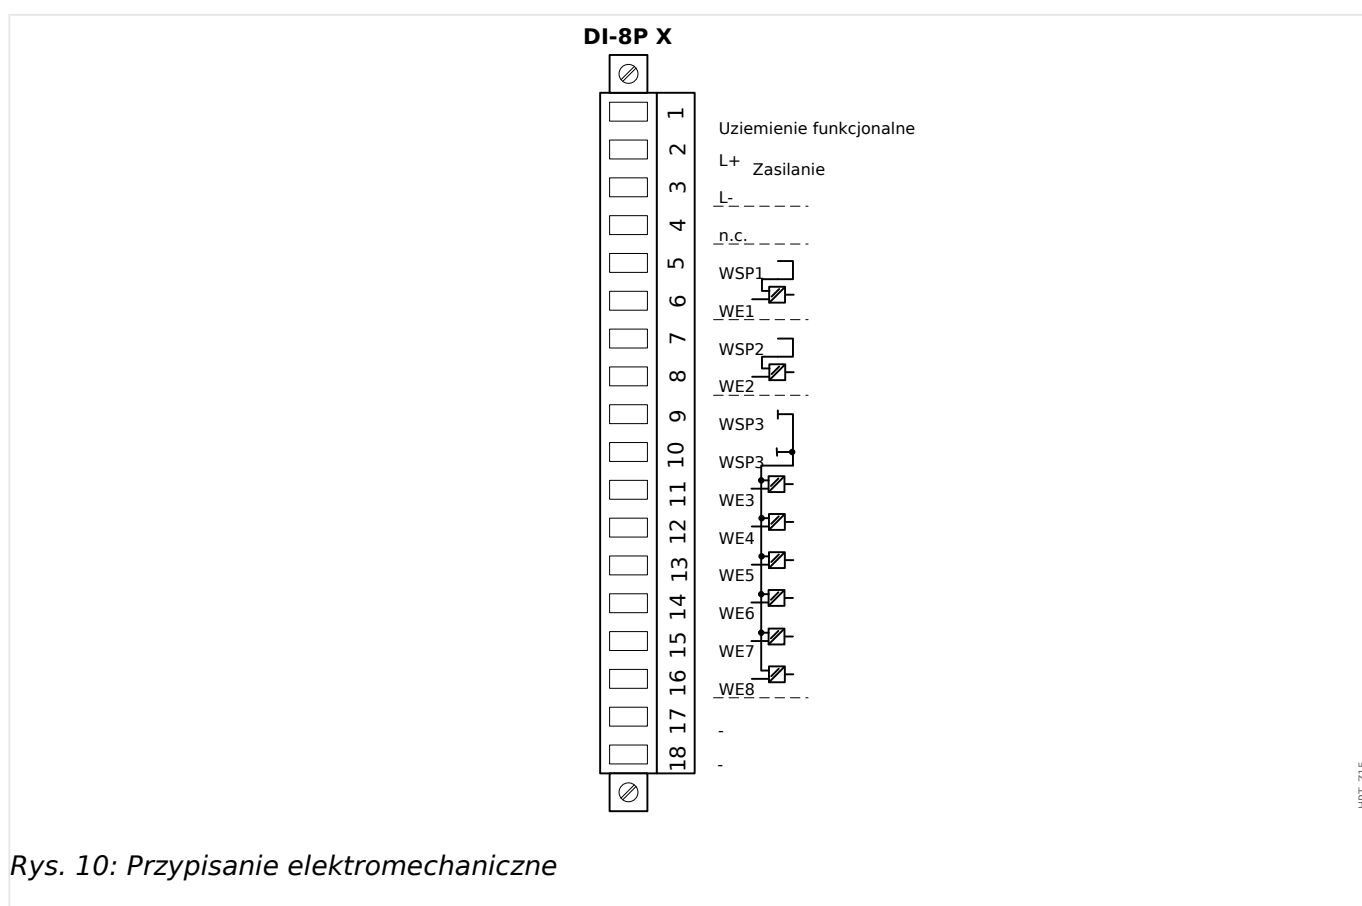 DI-8P X
1
Uziemienie funkcjonalne
2
L+
Zasilanie
3
L-
4
n.c.
5
WSP1
6
WE1
7
WSP2
8
WE2
9
WSP3
10
WSP3
11
WE3
12
WE4
13
WE5
14
WE6
15
WE7
16
WE8
17
-
18
-
Rys. 10: Przypisanie elektromechaniczne